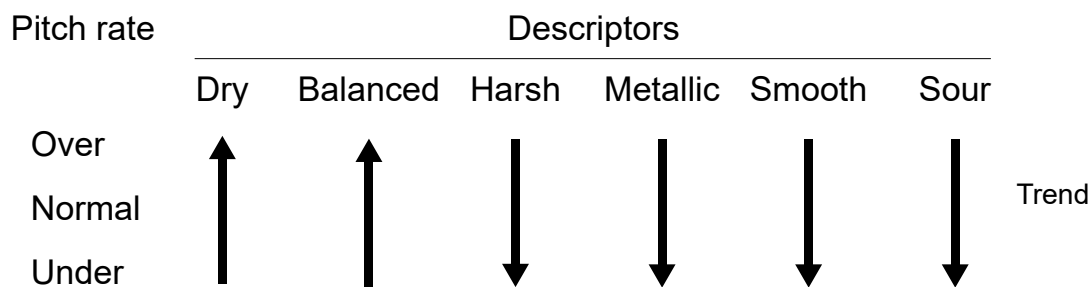 Pitch rate Descriptors
Dry Balanced Harsh Metallic Smooth Sour
Over
Normal Trend
Under